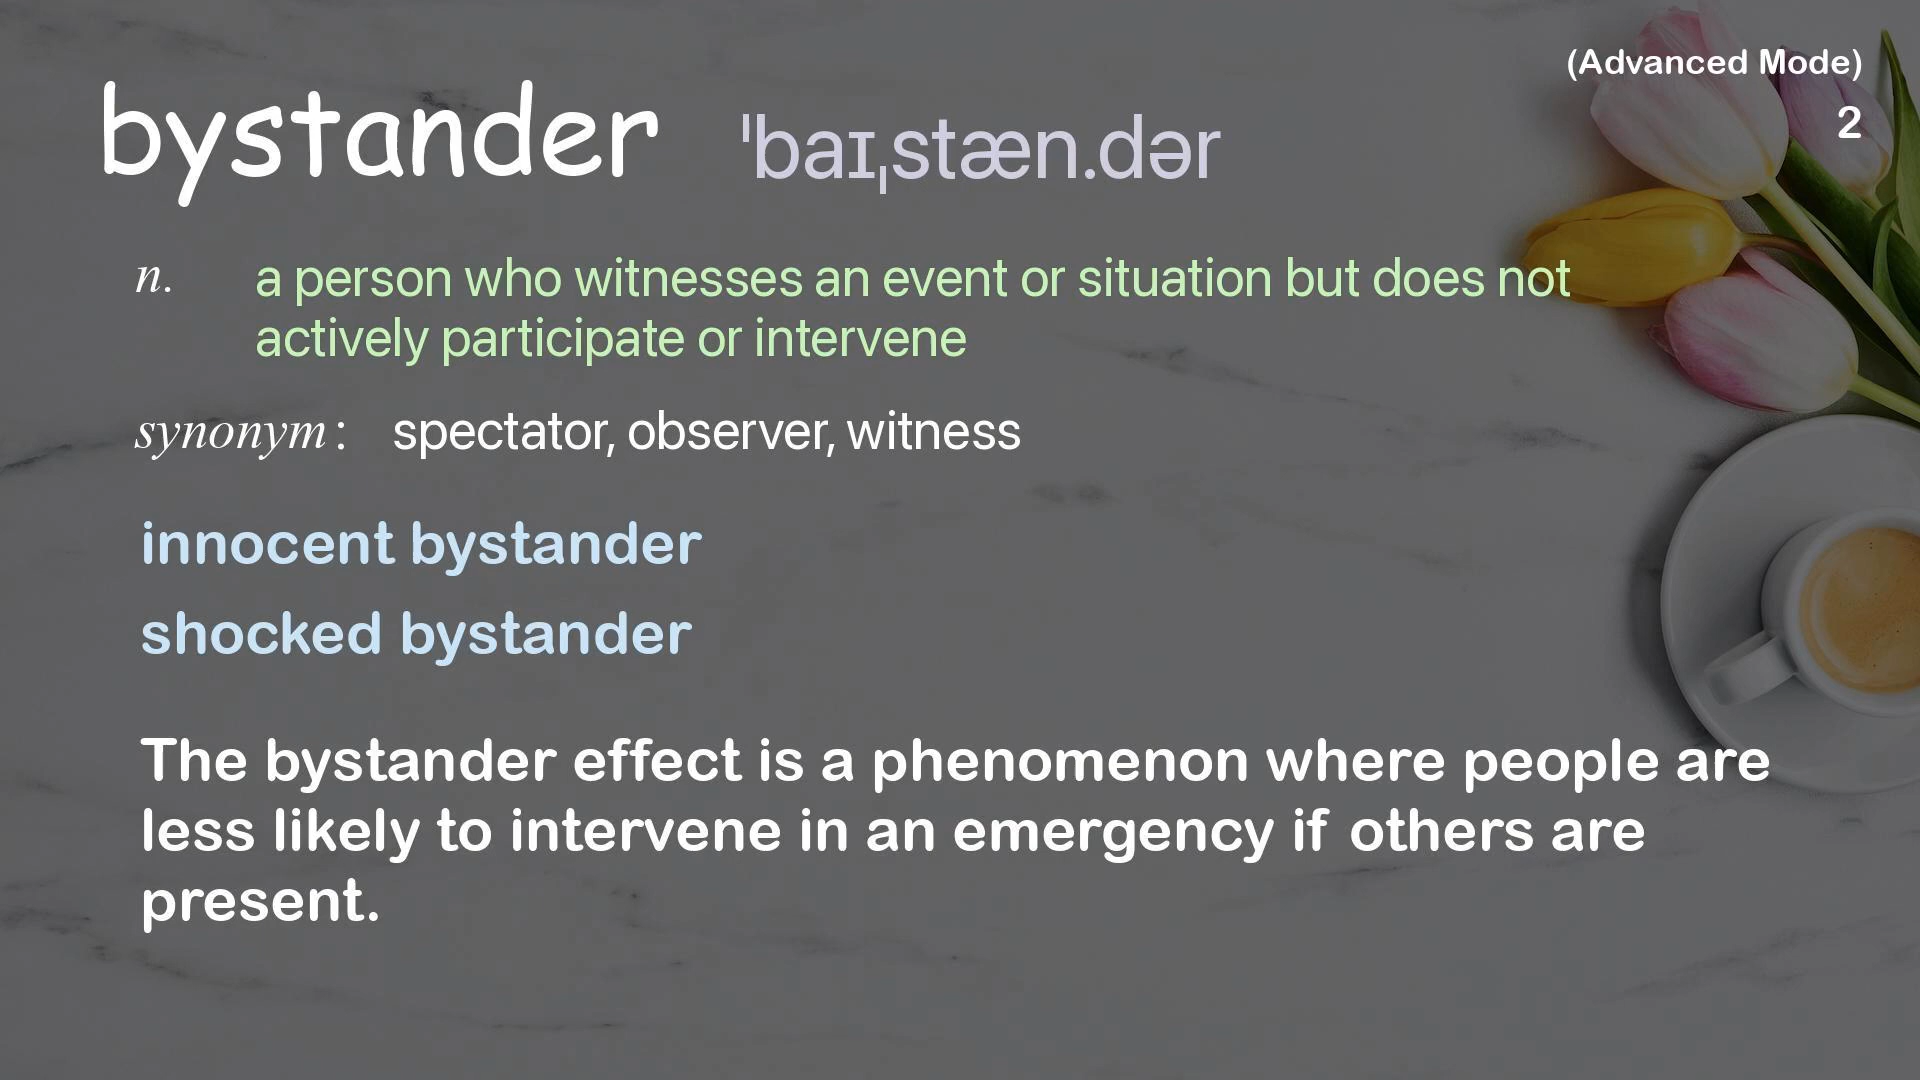 (Advanced Mode)
2
bystander ˈbaɪˌstæn.dər
n. a person who witnesses an event or situation but does not
actively participate or intervene
synonym: spectator, observer, witness
innocent bystander
shocked bystander
The bystander effect is a phenomenon where people are
less likely to intervene in an emergency if others are
present.